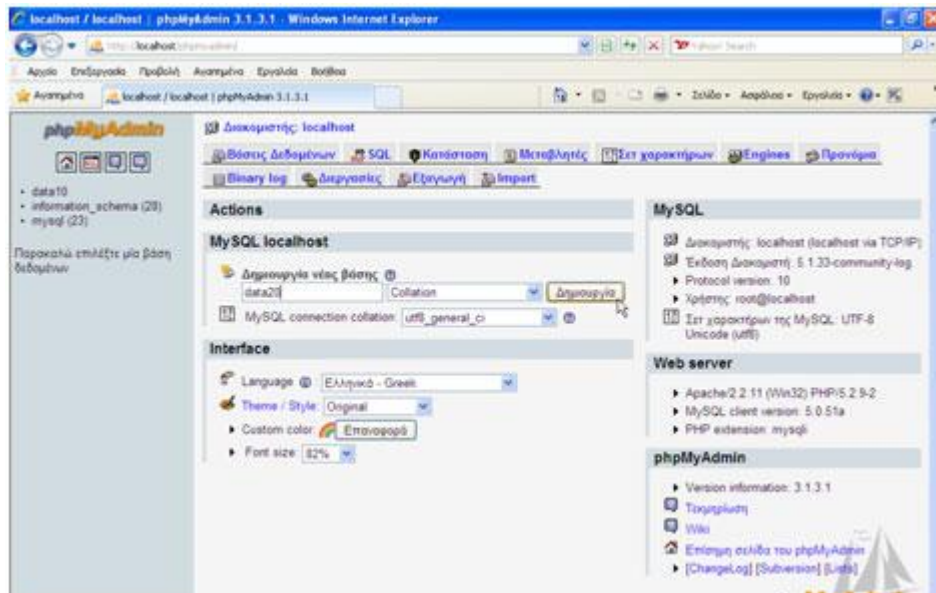 localhost / localhost | phpMyAdmin 3.1.3.1 - Windows Internet Explorer
http://localhost/phpmyadmin/
Yahoo! Search
Αρχείο Επεξεργασία Προβολή Αγαπημένα Εργαλεία Βοήθεια
Αγαπημένα localhost / localhost | phpMyAdmin 3.1.3.1 Σελίδα Ασφάλεια Εργαλεία
phpMyAdmin
data10
information_schema (28)
mysql (23)
Παρακαλώ επιλέξτε μία βάση
δεδομένων
Διακομιστής: localhost
Βάσεις Δεδομένων SQL Κατάσταση Μεταβλητές Σετ χαρακτήρων Engines Προνόμια
Binary log Διεργασίες Εξαγωγή Import
Actions
MySQL localhost
Δημιουργία νέας βάσης
data20 Collation Δημιουργία
MySQL connection collation: utf8_general_ci
Interface
Language Ελληνικά - Greek
Theme / Style: Original
Custom color: Επαναφορά
Font size: 82%
MySQL
Διακομιστής: localhost (localhost via TCP/IP)
Έκδοση Διακομιστή: 5.1.33-community-log
Protocol version: 10
Χρήστης: root@localhost
Σετ χαρακτήρων της MySQL: UTF-8
Unicode (utf8)
Web server
Apache/2.2.11 (Win32) PHP/5.2.9-2
MySQL client version: 5.0.51a
PHP extension: mysqli
phpMyAdmin
Version information: 3.1.3.1
Τεκμηρίωση
Wiki
Επίσημη σελίδα του phpMyAdmin
[ChangeLog] [Subversion] [Lists]